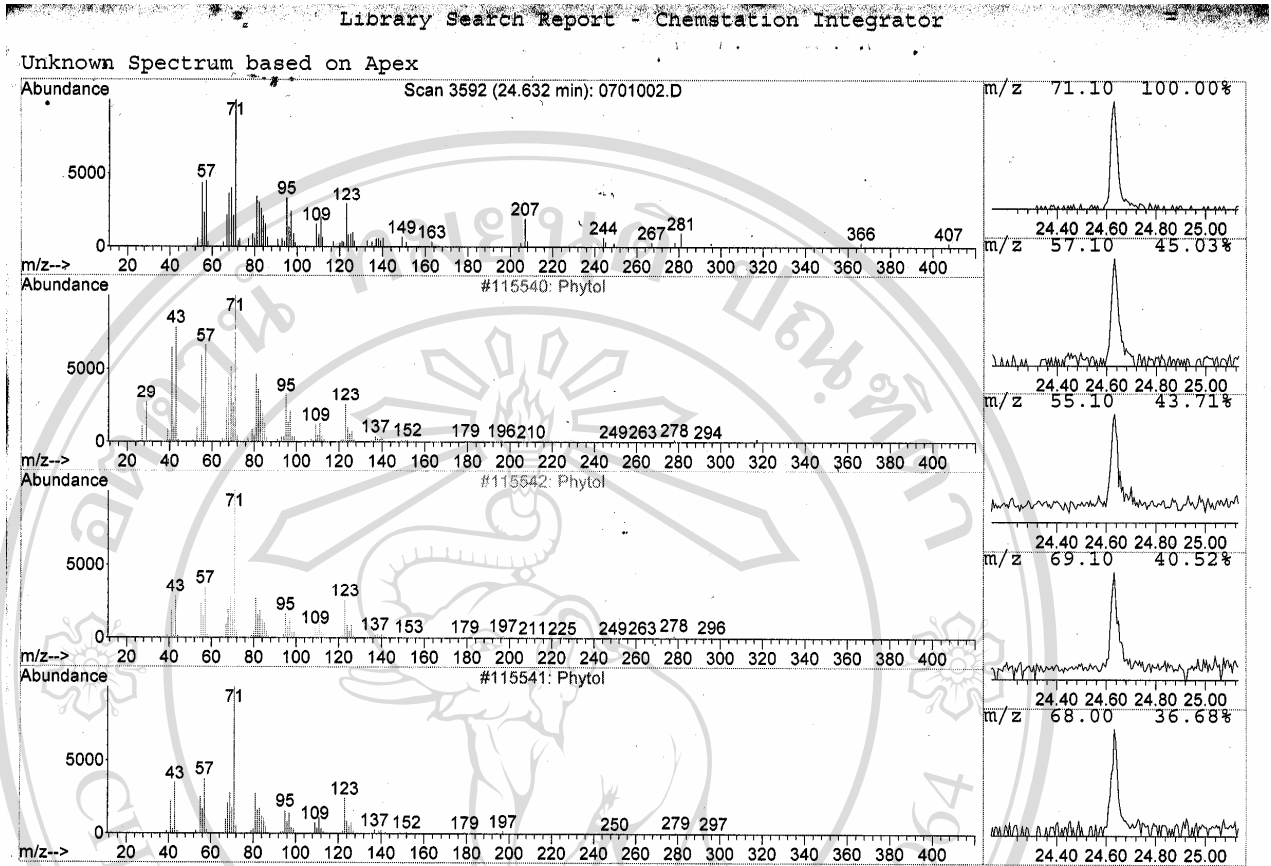 Library Search Report - Chemstation Integrator
Unknown Spectrum based on Apex
Abundance
Scan 3592 (24.632 min): 0701002.D
71
57
5000
95
109
123
149
163
207
244
267
281
366
407
0
m/z-->
20 40 60 80 100 120 140 160 180 200 220 240 260 280 300 320 340 360 380 400
Abundance
#115540: Phytol
71
43
57
5000
29
95
109
123
137
152
179
196
210
249
263
278
294
0
m/z-->
20 40 60 80 100 120 140 160 180 200 220 240 260 280 300 320 340 360 380 400
Abundance
#115542: Phytol
71
5000
43
57
95
109
123
137
153
179
197
211
225
249
263
278
296
0
m/z-->
20 40 60 80 100 120 140 160 180 200 220 240 260 280 300 320 340 360 380 400
Abundance
#115541: Phytol
71
5000
43
57
95
109
123
137
152
179
197
250
279
297
0
m/z-->
20 40 60 80 100 120 140 160 180 200 220 240 260 280 300 320 340 360 380 400
m/z 71.10 100.00%
24.40 24.60 24.80 25.00
m/z 57.10 45.03%
24.40 24.60 24.80 25.00
m/z 55.10 43.71%
24.40 24.60 24.80 25.00
m/z 69.10 40.52%
24.40 24.60 24.80 25.00
m/z 68.00 36.68%
24.40 24.60 24.80 25.00
964